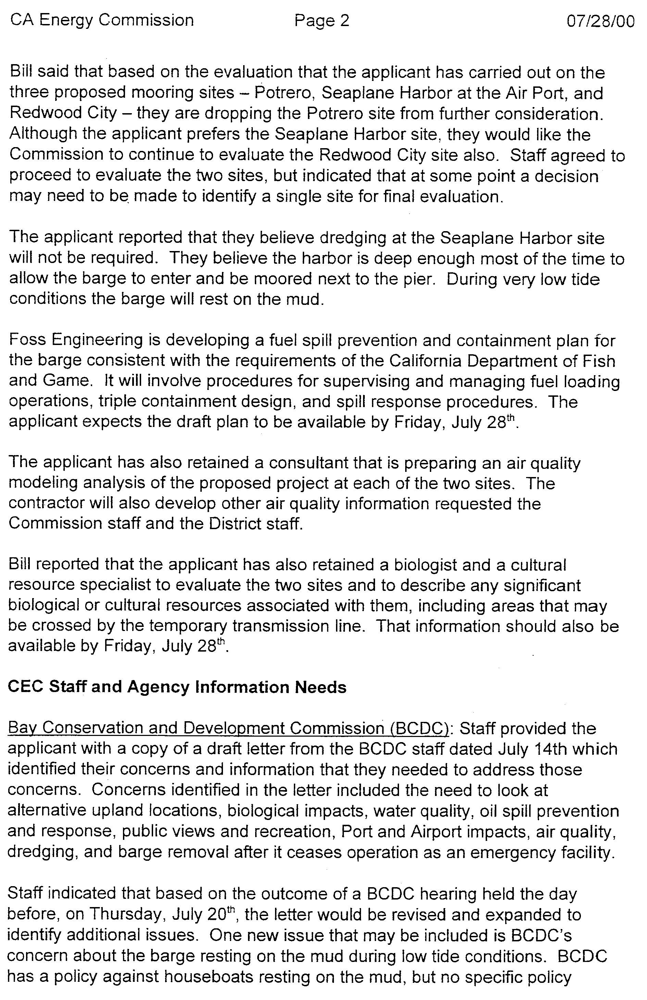 CA Energy Commission Page 2 07/28/00
Bill said that based on the evaluation that the applicant has carried out on the
three proposed mooring sites – Potrero, Seaplane Harbor at the Air Port, and
Redwood City – they are dropping the Potrero site from further consideration.
Although the applicant prefers the Seaplane Harbor site, they would like the
Commission to continue to evaluate the Redwood City site also. Staff agreed to
proceed to evaluate the two sites, but indicated that at some point a decision
may need to be made to identify a single site for final evaluation.
The applicant reported that they believe dredging at the Seaplane Harbor site
will not be required. They believe the harbor is deep enough most of the time to
allow the barge to enter and be moored next to the pier. During very low tide
conditions the barge will rest on the mud.
Foss Engineering is developing a fuel spill prevention and containment plan for
the barge consistent with the requirements of the California Department of Fish
and Game. It will involve procedures for supervising and managing fuel loading
operations, triple containment design, and spill response procedures. The
applicant expects the draft plan to be available by Friday, July 28th.
The applicant has also retained a consultant that is preparing an air quality
modeling analysis of the proposed project at each of the two sites. The
contractor will also develop other air quality information requested the
Commission staff and the District staff.
Bill reported that the applicant has also retained a biologist and a cultural
resource specialist to evaluate the two sites and to describe any significant
biological or cultural resources associated with them, including areas that may
be crossed by the temporary transmission line. That information should also be
available by Friday, July 28th.
CEC Staff and Agency Information Needs
Bay Conservation and Development Commission (BCDC): Staff provided the
applicant with a copy of a draft letter from the BCDC staff dated July 14th which
identified their concerns and information that they needed to address those
concerns. Concerns identified in the letter included the need to look at
alternative upland locations, biological impacts, water quality, oil spill prevention
and response, public views and recreation, Port and Airport impacts, air quality,
dredging, and barge removal after it ceases operation as an emergency facility.
Staff indicated that based on the outcome of a BCDC hearing held the day
before, on Thursday, July 20th, the letter would be revised and expanded to
identify additional issues. One new issue that may be included is BCDC's
concern about the barge resting on the mud during low tide conditions. BCDC
has a policy against houseboats resting on the mud, but no specific policy